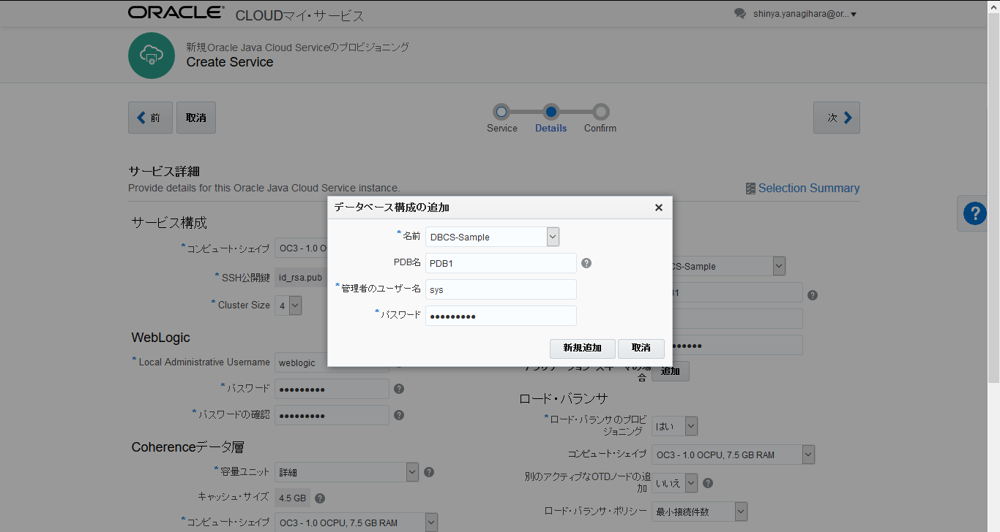 ORACLE CLOUDマイ・サービス
shinya.yanagihara@or...
新規Oracle Java Cloud Serviceのプロビジョニング
Create Service
前
取消
Service
Details
Confirm
次
サービス詳細
Provide details for this Oracle Java Cloud Service instance.
Selection Summary
データベース構成の追加
*名前 DBCS-Sample
PDB名 PDB1
*管理者のユーザー名 sys
*パスワード •••••••••
新規追加
取消
サービス構成
*コンピュート・シェイプ OC3 - 1.0 O
*SSH公開鍵 id_rsa.pub
*Cluster Size 4
WebLogic
*Local Administrative Username weblogic
*パスワード •••••••••
*パスワードの確認 •••••••••
Coherenceデータ層
*容量ユニット 詳細
キャッシュ・サイズ 4.5 GB
*コンピュート・シェイプ OC3 - 1.0 OCPU, 7.5 GB RAM
CS-Sample
合
追加
ロード・バランサ
*ロード・バランサのプロビ
ジョニング
はい
コンピュート・シェイプ OC3 - 1.0 OCPU, 7.5 GB RAM
別のアクティブなOTDノードの追
加
いいえ
ロード・バランサ・ポリシー 最小接続件数